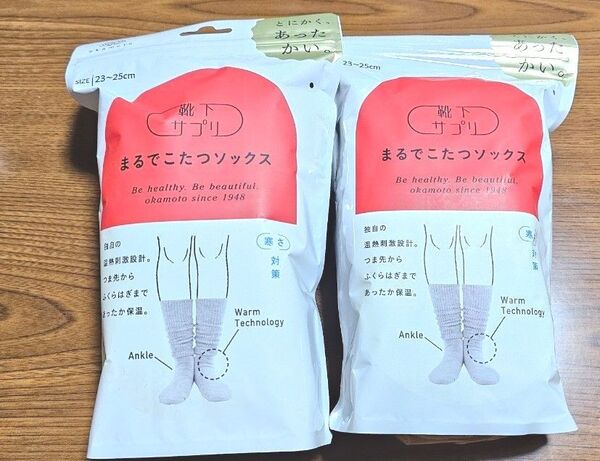 とにかく、
あった
かい。
SIZE | 23~25cm
靴下
サプリ
まるでこたつソックス
Be healthy. Be beautiful.
okamoto since 1948
独自の
温熱刺激設計。
つま先から
ふくらはぎまで
あったか保温。
寒さ
対策
Warm
Technology
Ankle
あった
かい。
23~25cm
靴下
サプリ
まるでこたつソックス
Be healthy. Be beautiful.
okamoto since 1948
独自の
温熱刺激設計。
つま先から
ふくらはぎまで
あったか保温。
寒さ
対策
Warm
Technology
Ankle